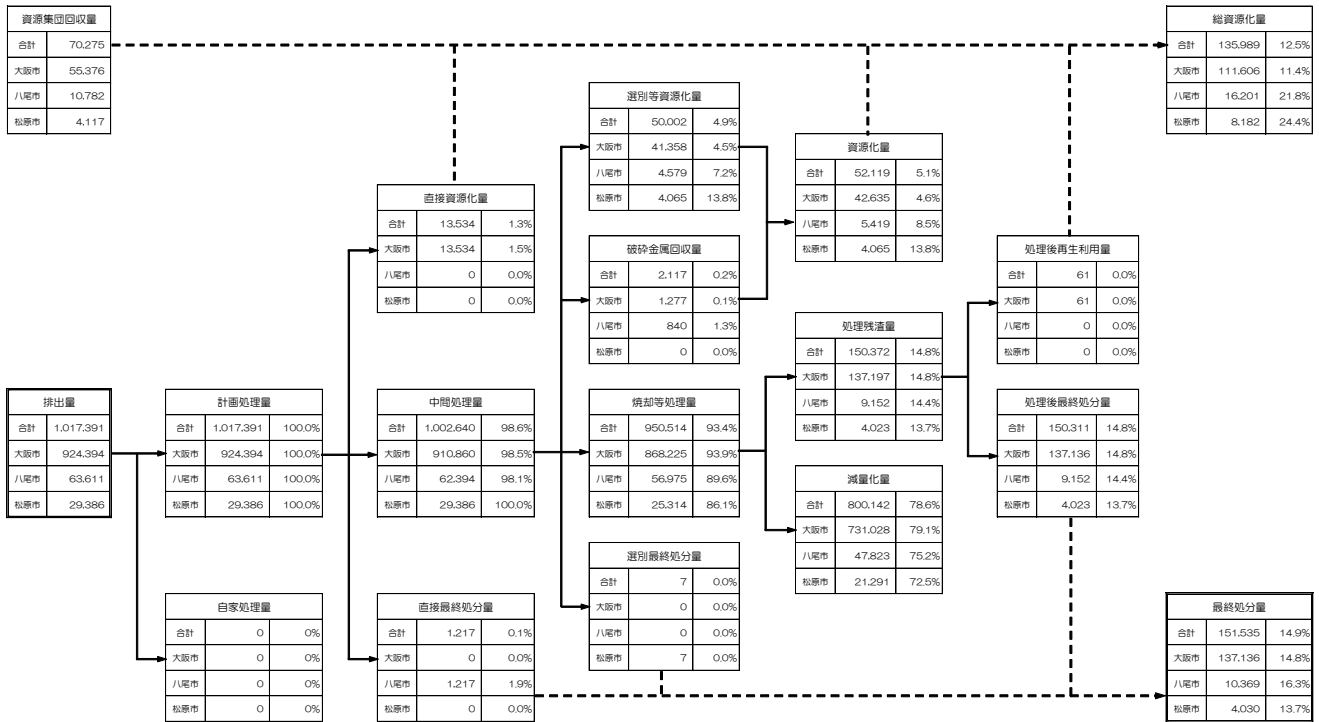 資源集団回収量
合計 70.275
大阪市 55.376
八尾市 10.782
松原市 4.117
総資源化量
合計 135.989 12.5%
大阪市 111.606 11.4%
八尾市 16.201 21.8%
松原市 8.182 24.4%
選別等資源化量
合計 50.002 4.9%
大阪市 41.358 4.5%
八尾市 4.579 7.2%
松原市 4.065 13.8%
資源化量
合計 52.119 5.1%
大阪市 42.635 4.6%
八尾市 5.419 8.5%
松原市 4.065 13.8%
直接資源化量
合計 13.534 1.3%
大阪市 13.534 1.5%
八尾市 0 0.0%
松原市 0 0.0%
破砕金属回収量
合計 2.117 0.2%
大阪市 1.277 0.1%
八尾市 840 1.3%
松原市 0 0.0%
処理後再生利用量
合計 61 0.0%
大阪市 61 0.0%
八尾市 0 0.0%
松原市 0 0.0%
処理残渣量
合計 150.372 14.8%
大阪市 137.197 14.8%
八尾市 9.152 14.4%
松原市 4.023 13.7%
排出量
合計 1.017.391
大阪市 924.394
八尾市 63.611
松原市 29.386
計画処理量
合計 1.017.391 100.0%
大阪市 924.394 100.0%
八尾市 63.611 100.0%
松原市 29.386 100.0%
中間処理量
合計 1.002.640 98.6%
大阪市 910.860 98.5%
八尾市 62.394 98.1%
松原市 29.386 100.0%
焼却等処理量
合計 950.514 93.4%
大阪市 868.225 93.9%
八尾市 56.975 89.6%
松原市 25.314 86.1%
処理後最終処分量
合計 150.311 14.8%
大阪市 137.136 14.8%
八尾市 9.152 14.4%
松原市 4.023 13.7%
減量化量
合計 800.142 78.6%
大阪市 731.028 79.1%
八尾市 47.823 75.2%
松原市 21.291 72.5%
選別最終処分量
合計 7 0.0%
大阪市 0 0.0%
八尾市 0 0.0%
松原市 7 0.0%
自家処理量
合計 0 0%
大阪市 0 0%
八尾市 0 0%
松原市 0 0%
直接最終処分量
合計 1.217 0.1%
大阪市 0 0.0%
八尾市 1.217 1.9%
松原市 0 0.0%
最終処分量
合計 151.535 14.9%
大阪市 137.136 14.8%
八尾市 10.369 16.3%
松原市 4.030 13.7%